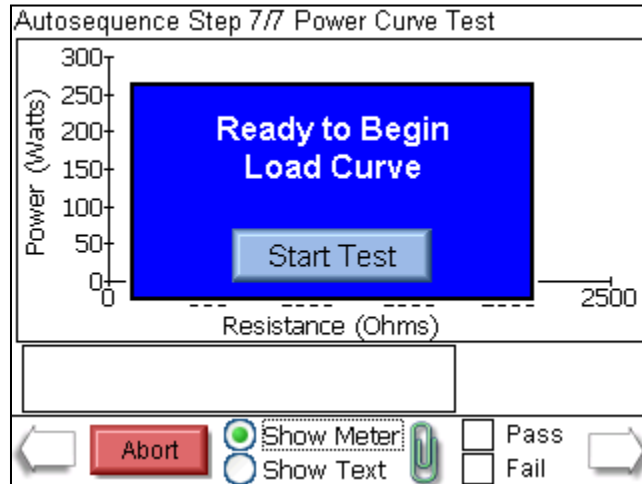 Autosequence Step 7/7 Power Curve Test
300
250
200
150
100
50
0
Power (Watts)
Ready to Begin
Load Curve
Start Test
0
2500
Resistance (Ohms)
Abort
Show Meter
Show Text
Pass
Fail